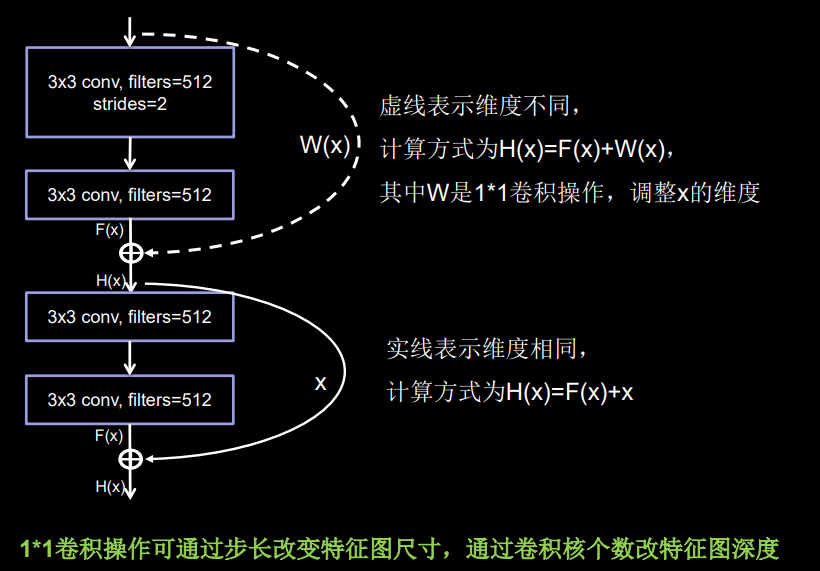 3x3 conv, filters=512
strides=2
W(x)
虚线表示维度不同，
计算方式为H(x)=F(x)+W(x)，
其中W是1*1卷积操作，调整x的维度
3x3 conv, filters=512
F(x)
H(x)
3x3 conv, filters=512
x
实线表示维度相同，
计算方式为H(x)=F(x)+x
3x3 conv, filters=512
F(x)
H(x)
1*1卷积操作可通过步长改变特征图尺寸，通过卷积核个数改特征图深度